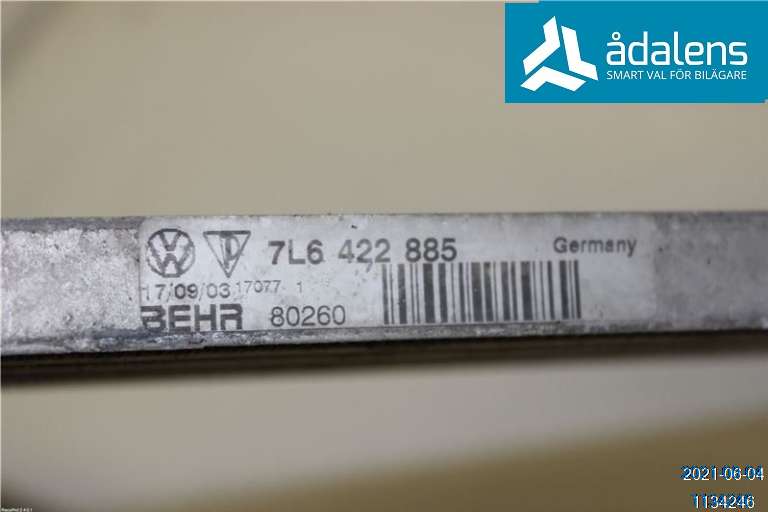 ådalens
SMART VAL FÖR BILÄGARE
7L6 422 885 Germany
17/09/03 17077 1
BEHR 80260
2021-06-04
1134246